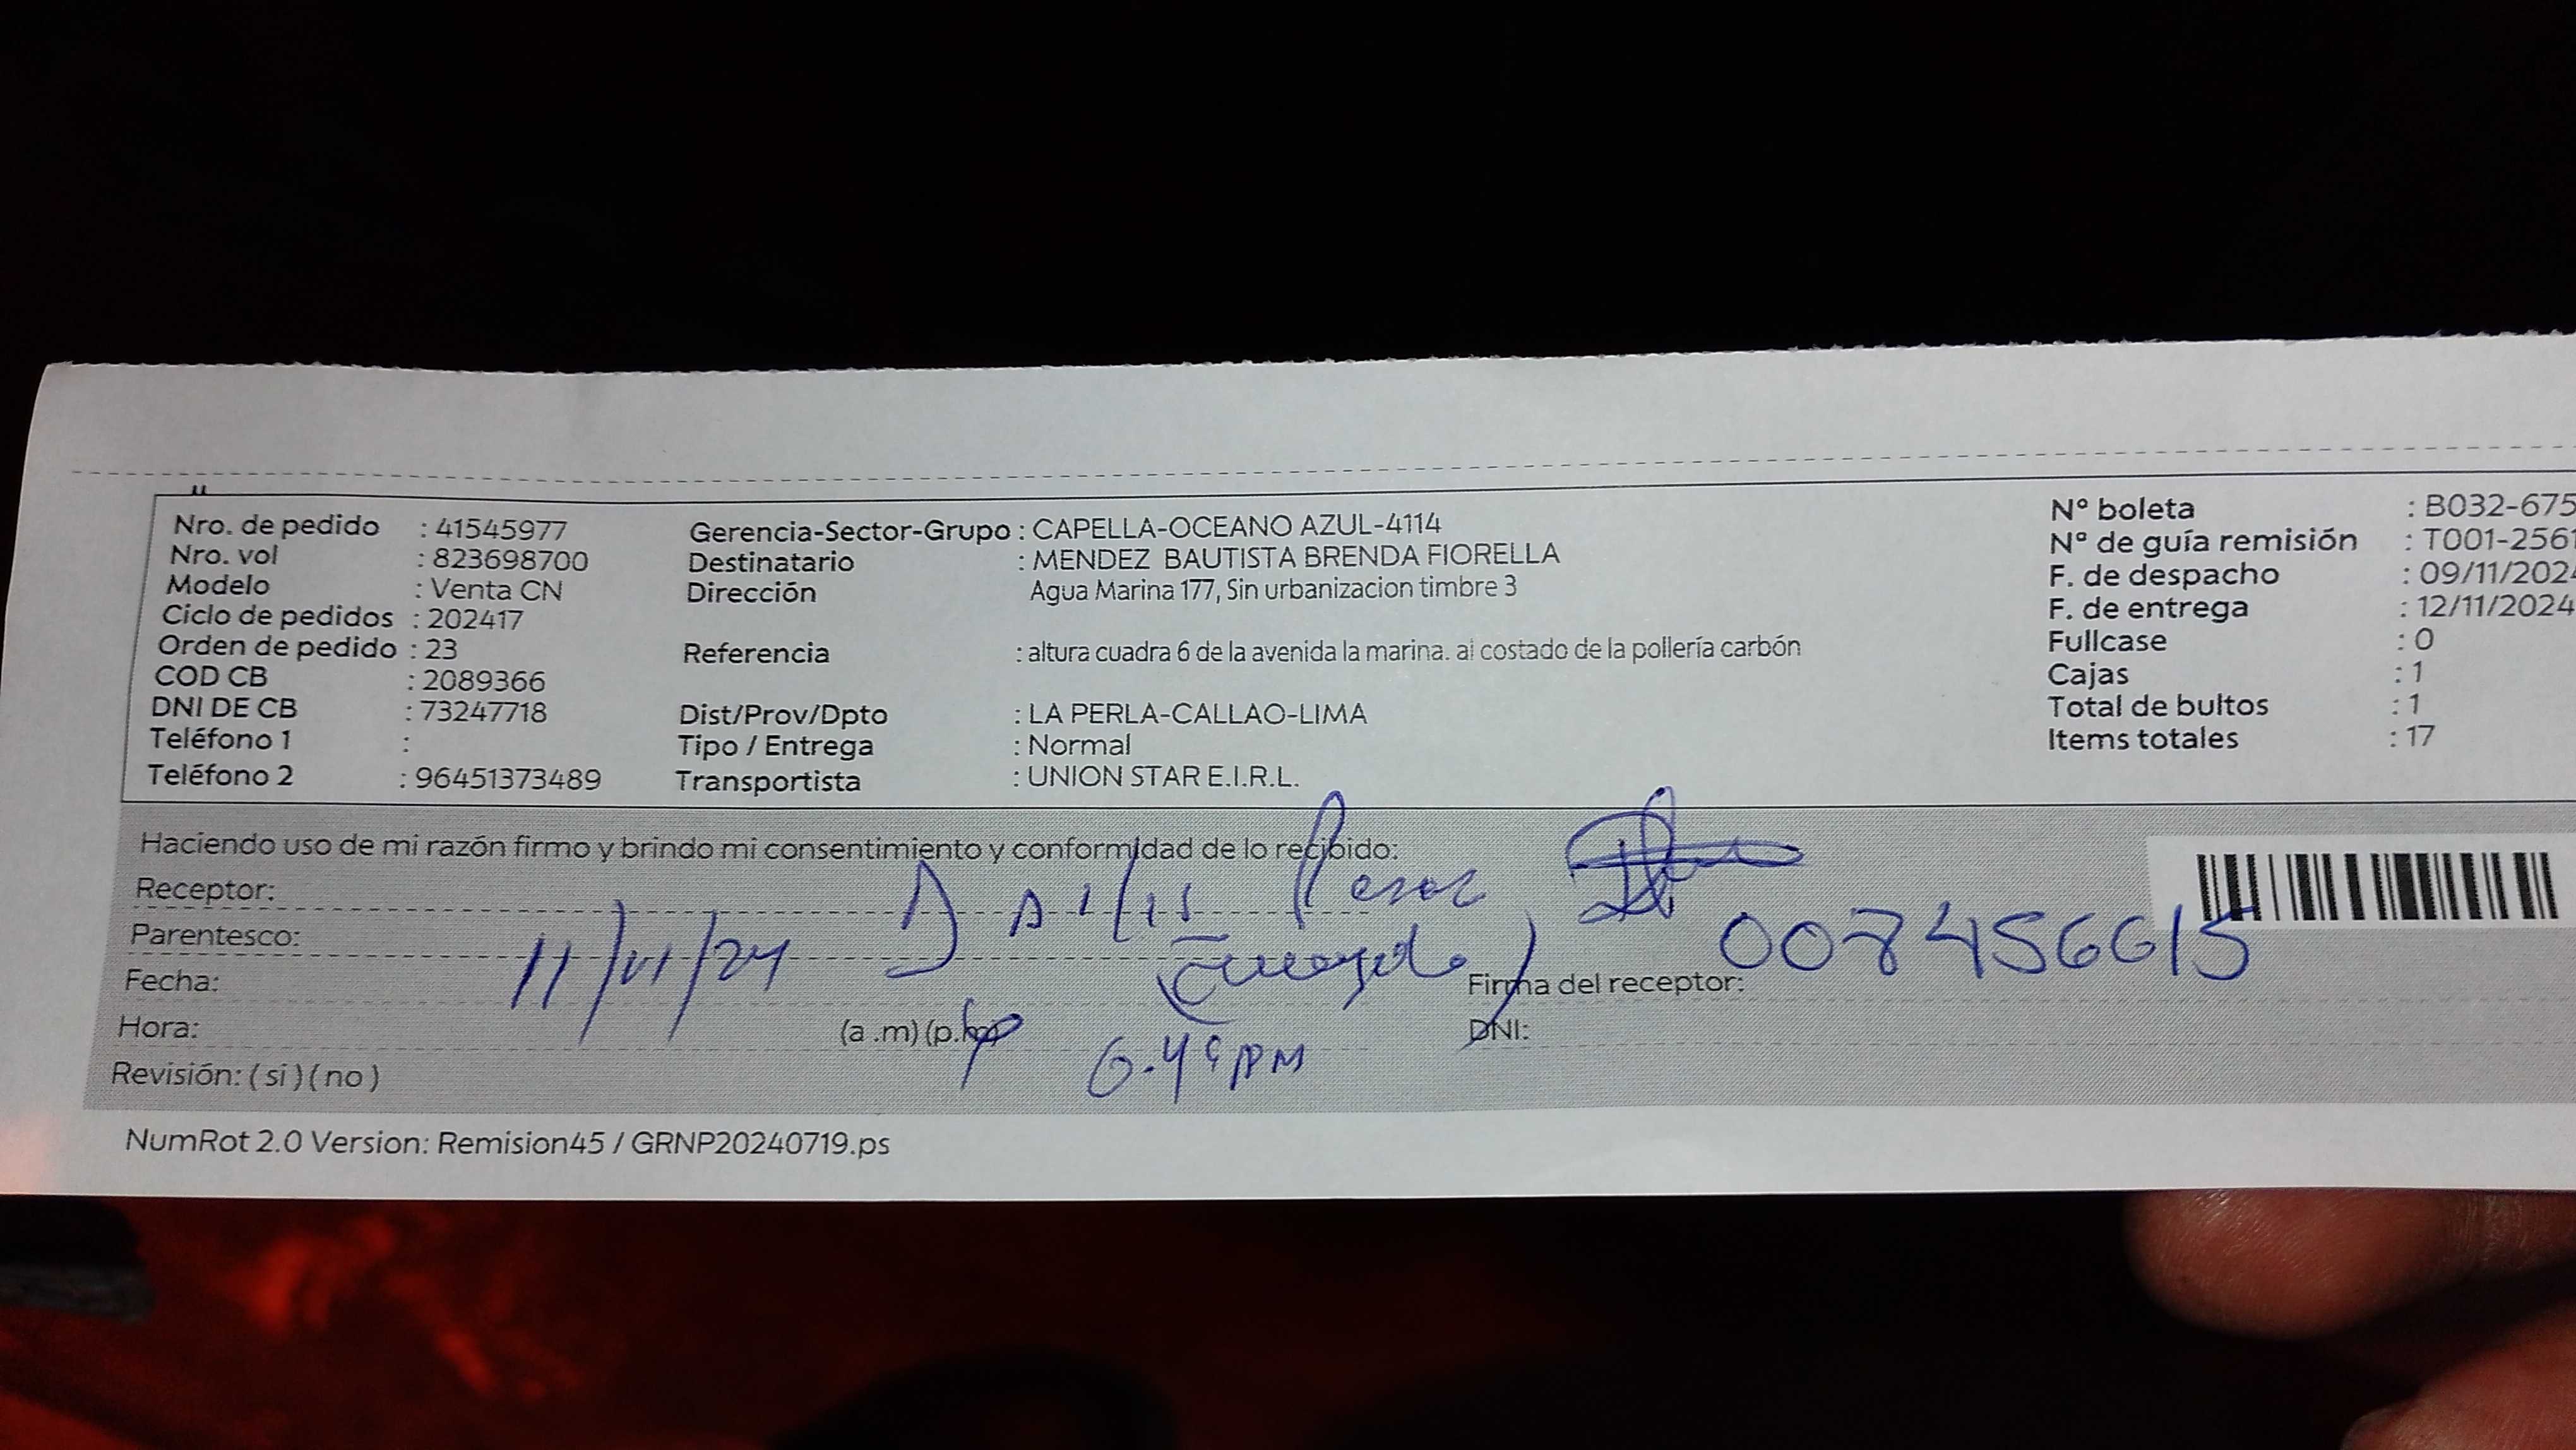 Nro. de pedido : 41545977 Gerencia-Sector-Grupo : CAPELLA-OCEANO AZUL-4114 Nº boleta : B032-675
Nro. vol : 823698700 Destinatario : MENDEZ BAUTISTA BRENDA FIORELLA Nº de guía remisión : T001-2561
Modelo : Venta CN Dirección Agua Marina 177, Sin urbanizacion timbre 3 F. de despacho : 09/11/2024
Ciclo de pedidos : 202417 F. de entrega : 12/11/2024
Orden de pedido : 23 Referencia : altura cuadra 6 de la avenida la marina. al costado de la pollería carbón Fullcase : 0
COD CB : 2089366 Cajas : 1
DNI DE CB : 73247718 Dist/Prov/Dpto : LA PERLA-CALLAO-LIMA Total de bultos : 1
Teléfono 1 : Tipo / Entrega : Normal Items totales : 17
Teléfono 2 : 96451373489 Transportista : UNION STAR E.I.R.L.
Haciendo uso de mi razón firmo y brindo mi consentimiento y conformidad de lo recibido:
Receptor:
Parentesco: 007456615
Fecha: 11/11/24 Firma del receptor:
Hora: (a .m) (p.m) DNI:
6.49 PM
Revisión: ( si ) ( no )
NumRot 2.0 Version: Remision45 / GRNP20240719.ps